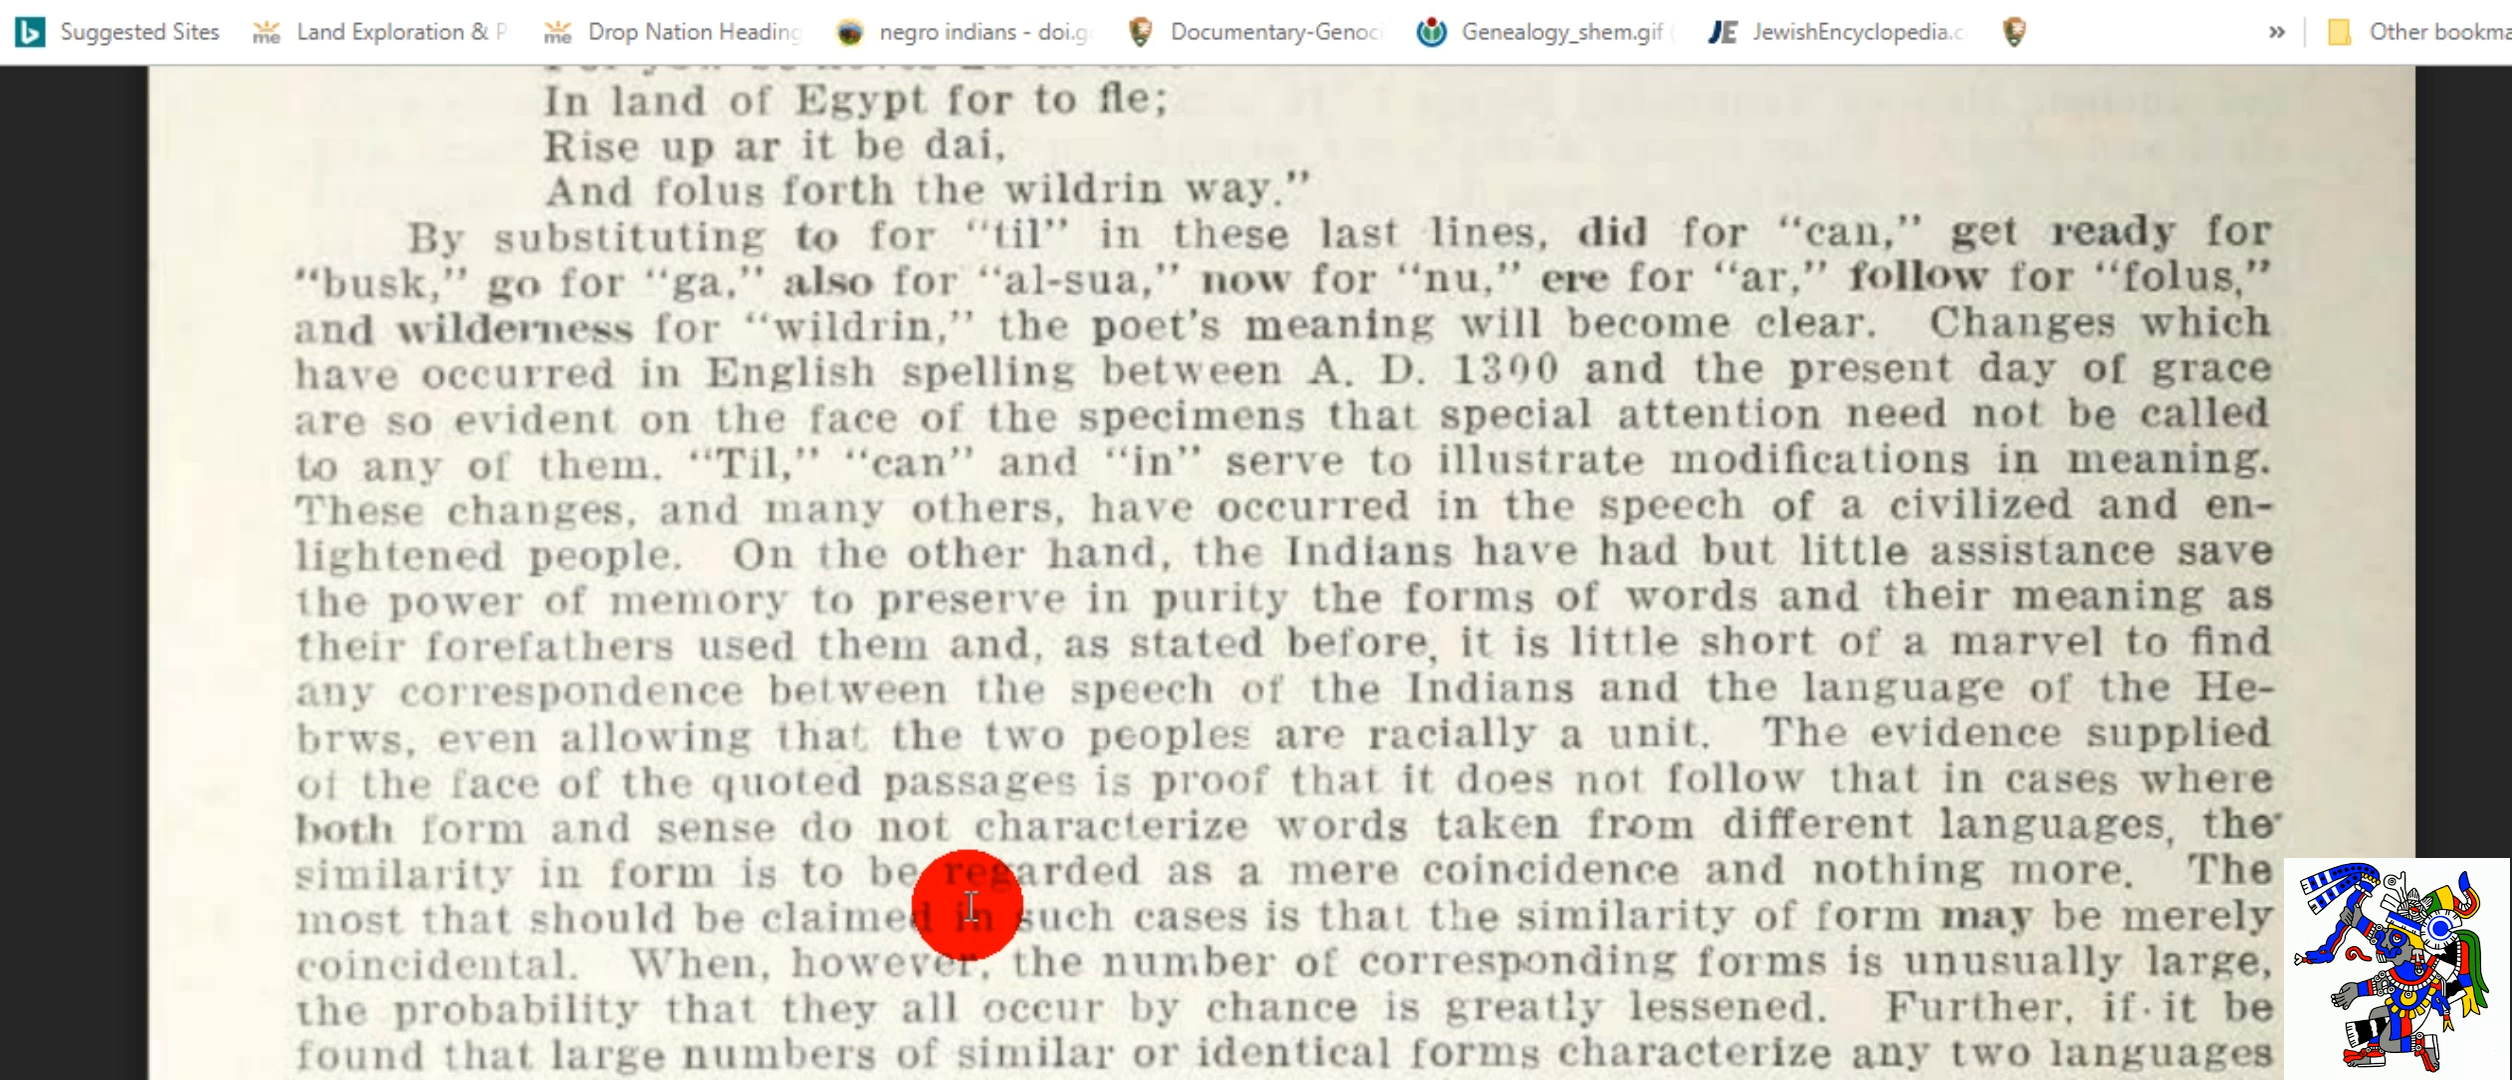 Suggested Sites Land Exploration & P Drop Nation Heading negro indians - doi.g Documentary-Genoc Genealogy_shem.gif ( JewishEncyclopedia.c » Other bookma
In land of Egypt for to fle;
Rise up ar it be dai,
And folus forth the wildrin way.”
By substituting to for “til” in these last lines, did for “can,” get ready for
“busk,” go for “ga,” also for “al-sua,” now for “nu,” ere for “ar,” follow for “folus,”
and wilderness for “wildrin,” the poet’s meaning will become clear. Changes which
have occurred in English spelling between A. D. 1300 and the present day of grace
are so evident on the face of the specimens that special attention need not be called
to any of them. “Til,” “can” and “in” serve to illustrate modifications in meaning.
These changes, and many others, have occurred in the speech of a civilized and en-
lightened people. On the other hand, the Indians have had but little assistance save
the power of memory to preserve in purity the forms of words and their meaning as
their forefathers used them and, as stated before, it is little short of a marvel to find
any correspondence between the speech of the Indians and the language of the He-
brws, even allowing that the two peoples are racially a unit. The evidence supplied
of the face of the quoted passages is proof that it does not follow that in cases where
both form and sense do not characterize words taken from different languages, the
similarity in form is to be regarded as a mere coincidence and nothing more. The
most that should be claimed in such cases is that the similarity of form may be merely
coincidental. When, however, the number of corresponding forms is unusually large,
the probability that they all occur by chance is greatly lessened. Further, if it be
found that large numbers of similar or identical forms characterize any two languages